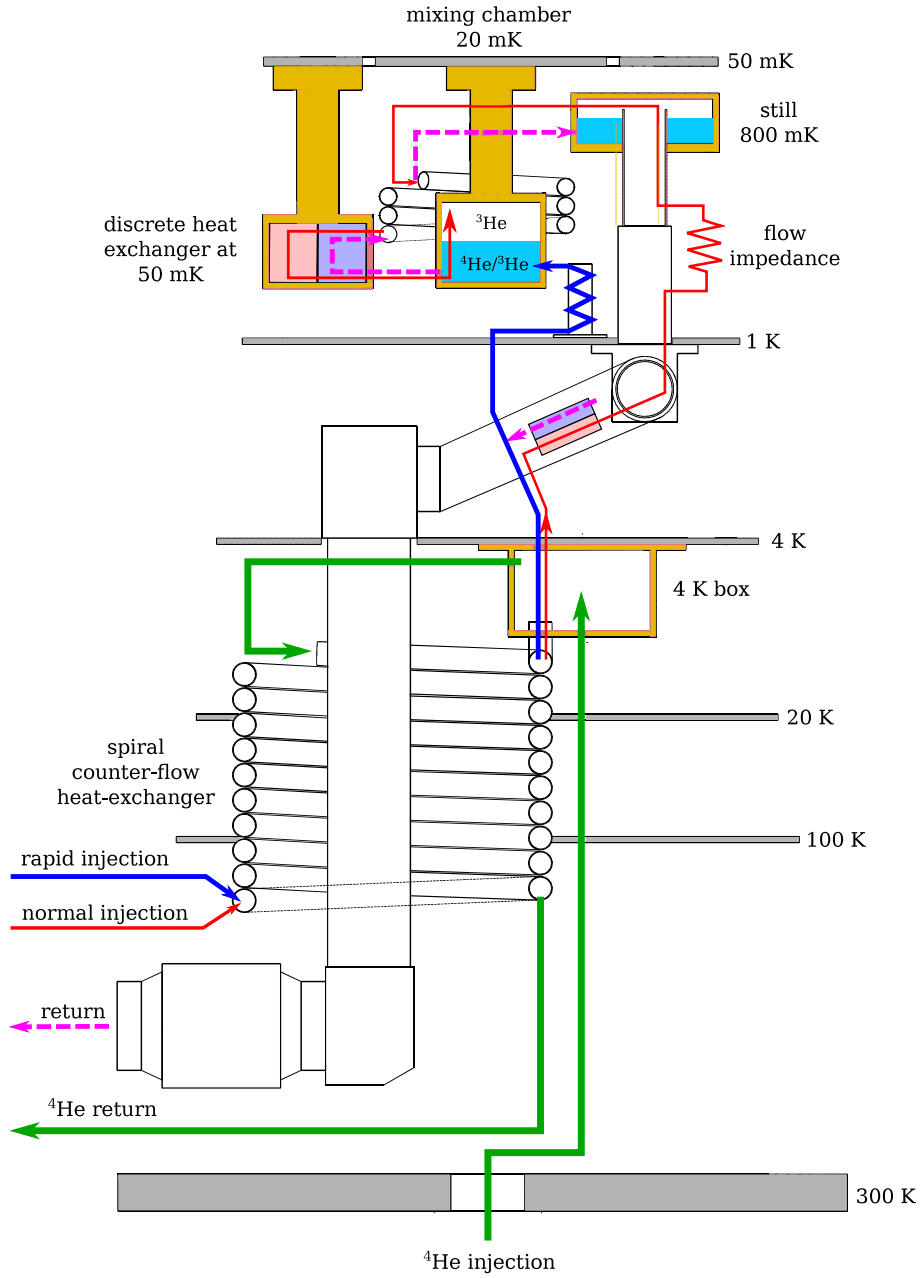 mixing chamber
20 mK
50 mK
still
800 mK
³He
discrete heat
exchanger at
50 mK
flow
impedance
⁴He/³He
1 K
4 K
4 K box
20 K
spiral
counter-flow
heat-exchanger
100 K
rapid injection
normal injection
return
⁴He return
300 K
⁴He injection